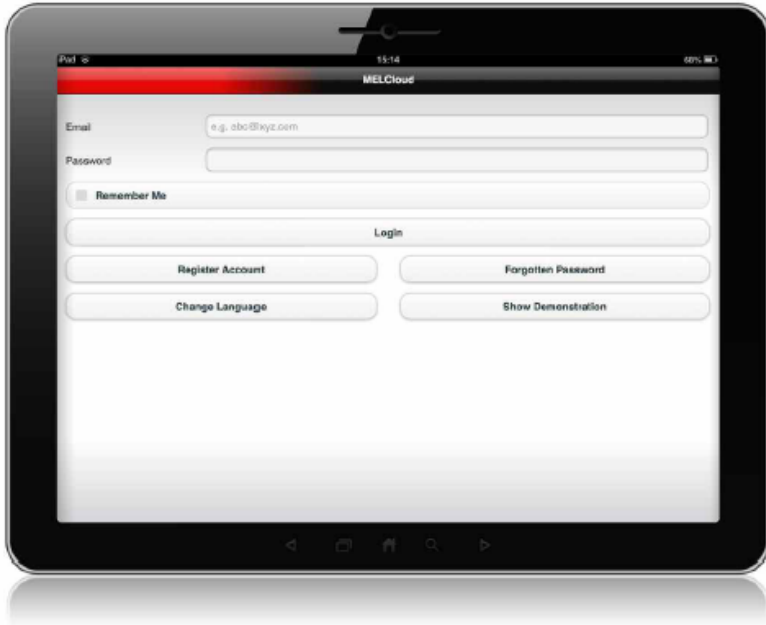 iPad 15:14 68%
MELCloud
Email e.g. abc@xyz.com
Password
Remember Me
Login
Register Account Forgotten Password
Change Language Show Demonstration